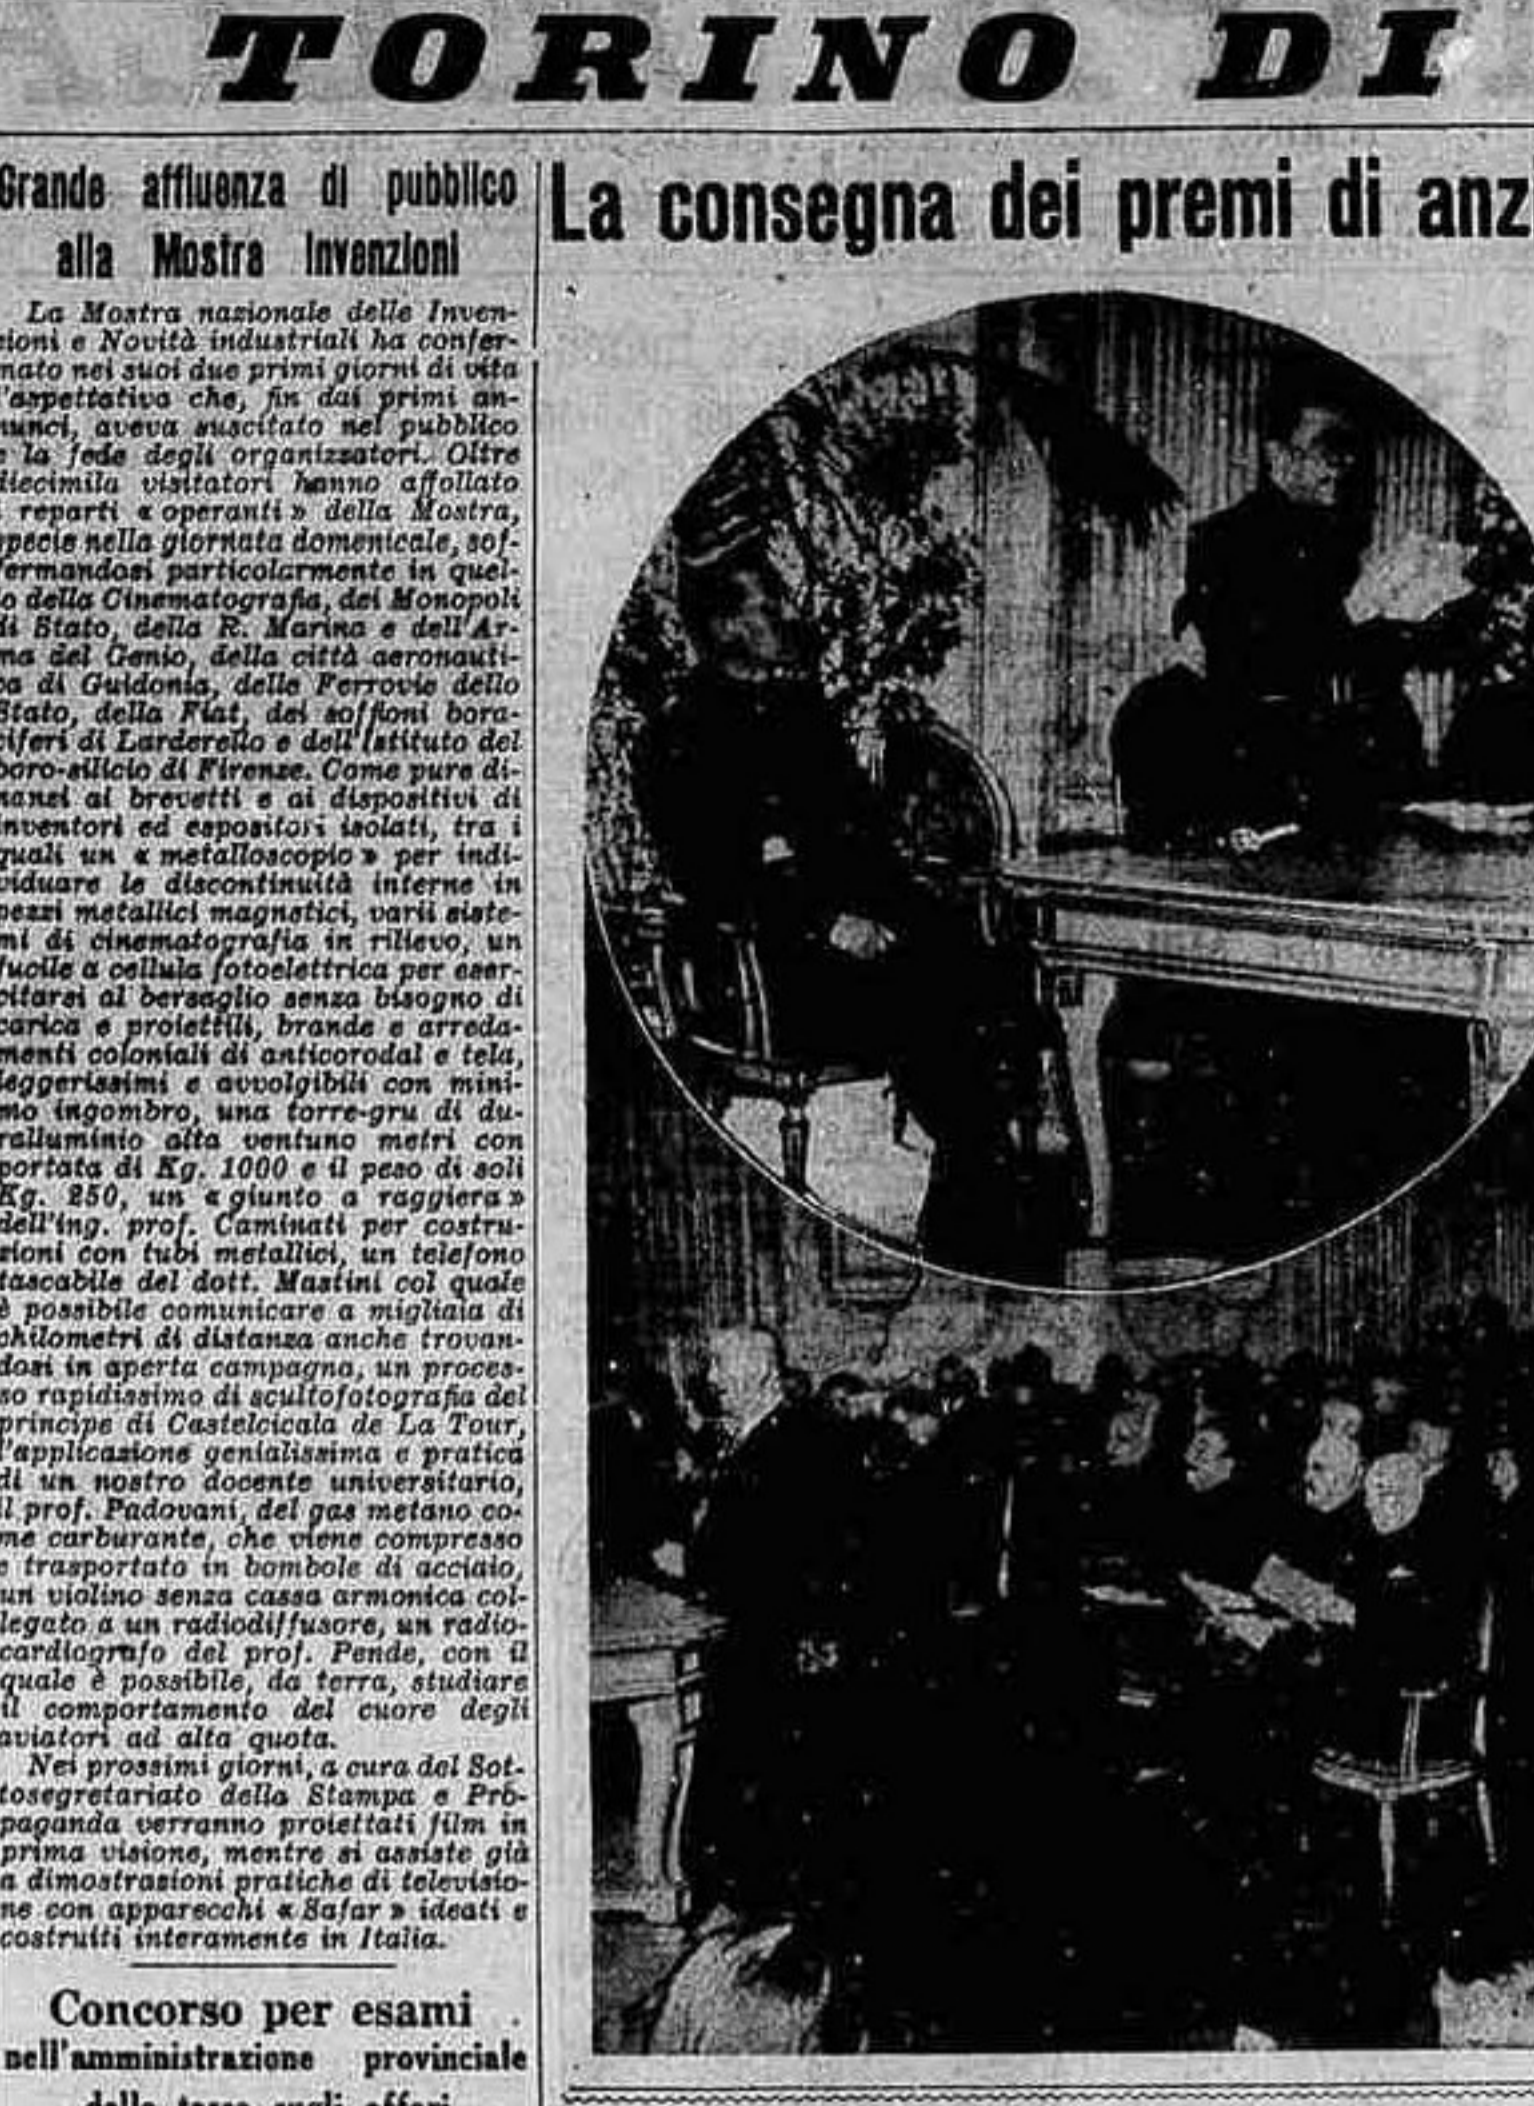 TORINO DI
Grande affluenza di pubblico
alla Mostra Invenzioni
La Mostra nazionale delle Inven-
zioni e Novità industriali ha confer-
mato nei suoi due primi giorni di vita
l'aspettativa che, fin dai primi an-
nunci, aveva suscitato nel pubblico
e la fede degli organizzatori. Oltre
diecimila visitatori hanno affollato
i reparti « operanti » della Mostra,
specie nella giornata domenicale, sof-
fermandosi particolarmente in quel-
lo della Cinematografia, dei Monopoli
di Stato, della R. Marina e dell'Ar-
ma del Genio, della città aeronauti-
ca di Guidonia, delle Ferrovie dello
Stato, della Fiat, dei soffioni bora-
ciferi di Larderello e dell'Istituto del
boro-silicio di Firenze. Come pure di-
nanzi ai brevetti e ai dispositivi di
inventori ed espositori isolati, tra i
quali un « metalloscopio » per indi-
viduare le discontinuità interne in
pezzi metallici magnetici, varii siste-
mi di cinematografia in rilievo, un
fucile a cellula fotoelettrica per eser-
citarsi al bersaglio senza bisogno di
carica e proiettili, brande e arreda-
menti coloniali di anticorodal e tela,
leggerissimi e avvolgibili con mini-
mo ingombro, una torre-gru di du-
ralluminio alta ventuno metri con
portata di Kg. 1000 e il peso di soli
Kg. 250, un « giunto a raggiera »
dell'ing. prof. Caminati per costru-
zioni con tubi metallici, un telefono
tascabile del dott. Mastini col quale
è possibile comunicare a migliaia di
chilometri di distanza anche trovan-
dosi in aperta campagna, un proces-
so rapidissimo di scultofotografia del
principe di Castelcicala de La Tour,
l'applicazione genialissima e pratica
di un nostro docente universitario,
il prof. Padovani, del gas metano co-
me carburante, che viene compresso
e trasportato in bombole di acciaio,
un violino senza cassa armonica col-
legato a un radiodiffusore, un radio-
cardiografo del prof. Pende, con il
quale è possibile, da terra, studiare
il comportamento del cuore degli
aviatori ad alta quota.
Nei prossimi giorni, a cura del Sot-
tosegretariato della Stampa e Pro-
paganda verranno proiettati film in
prima visione, mentre si assiste già
a dimostrazioni pratiche di televisio-
ne con apparecchi « Safar » ideati e
costruiti interamente in Italia.
Concorso per esami
nell'amministrazione provinciale
delle tasse sugli affari
La consegna dei premi di anz